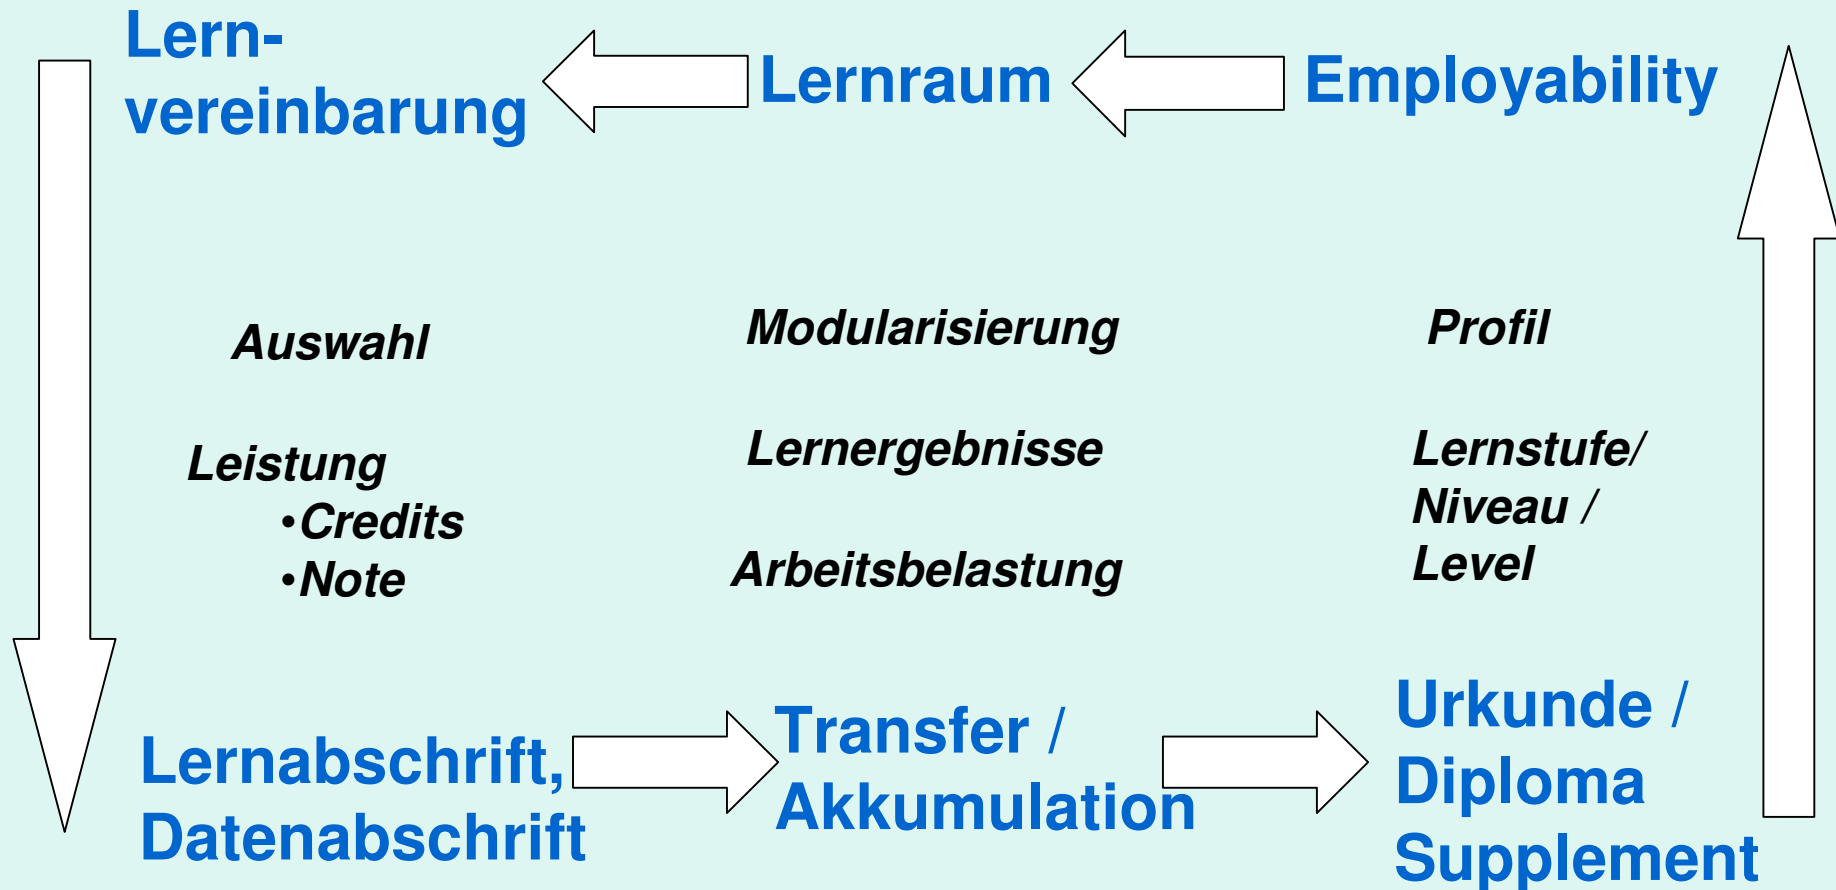 Lern-
vereinbarung
Lernraum
Employability
Auswahl
Modularisierung
Profil
Leistung
•Credits
•Note
Lernergebnisse
Arbeitsbelastung
Lernstufe/
Niveau /
Level
Lernabschrift,
Datenabschrift
Transfer /
Akkumulation
Urkunde /
Diploma
Supplement